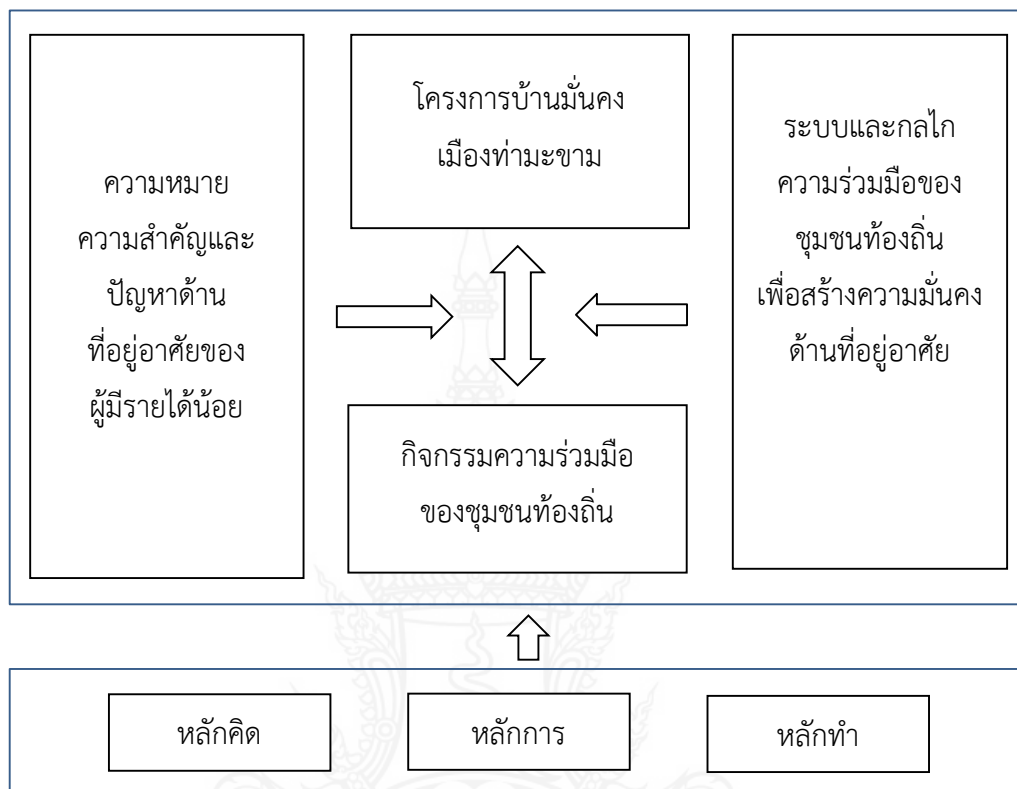 ความหมาย
ความสำคัญและ
ปัญหาด้าน
ที่อยู่อาศัยของ
ผู้มีรายได้น้อย
โครงการบ้านมั่นคง
เมืองท่ามะขาม
กิจกรรมความร่วมมือ
ของชุมชนท้องถิ่น
ระบบและกลไก
ความร่วมมือของ
ชุมชนท้องถิ่น
เพื่อสร้างความมั่นคง
ด้านที่อยู่อาศัย
หลักคิด
หลักการ
หลักทำ